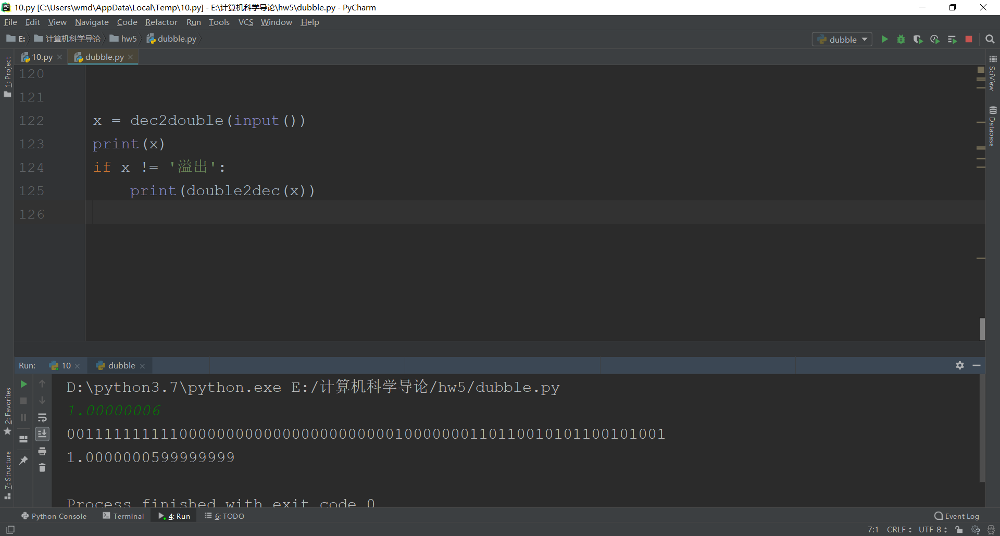 10.py [C:\Users\wmd\AppData\Local\Temp\10.py] - E:\计算机科学导论\hw5\dubble.py - PyCharm
File Edit View Navigate Code Refactor Run Tools VCS Window Help
E: 计算机科学导论 hw5 dubble.py
dubble
10.py dubble.py
1: Project
SciView
Database
120
121
122 x = dec2double(input())
123 print(x)
124 if x != '溢出':
125 print(double2dec(x))
126
Run: 10 dubble
D:\python3.7\python.exe E:/计算机科学导论/hw5/dubble.py
1.00000006
0011111111110000000000000000000000010000000110110010101100101001
1.0000000599999999
Process finished with exit code 0
2: Favorites
7: Structure
Python Console Terminal 4: Run 6: TODO Event Log
7:1 CRLF UTF-8